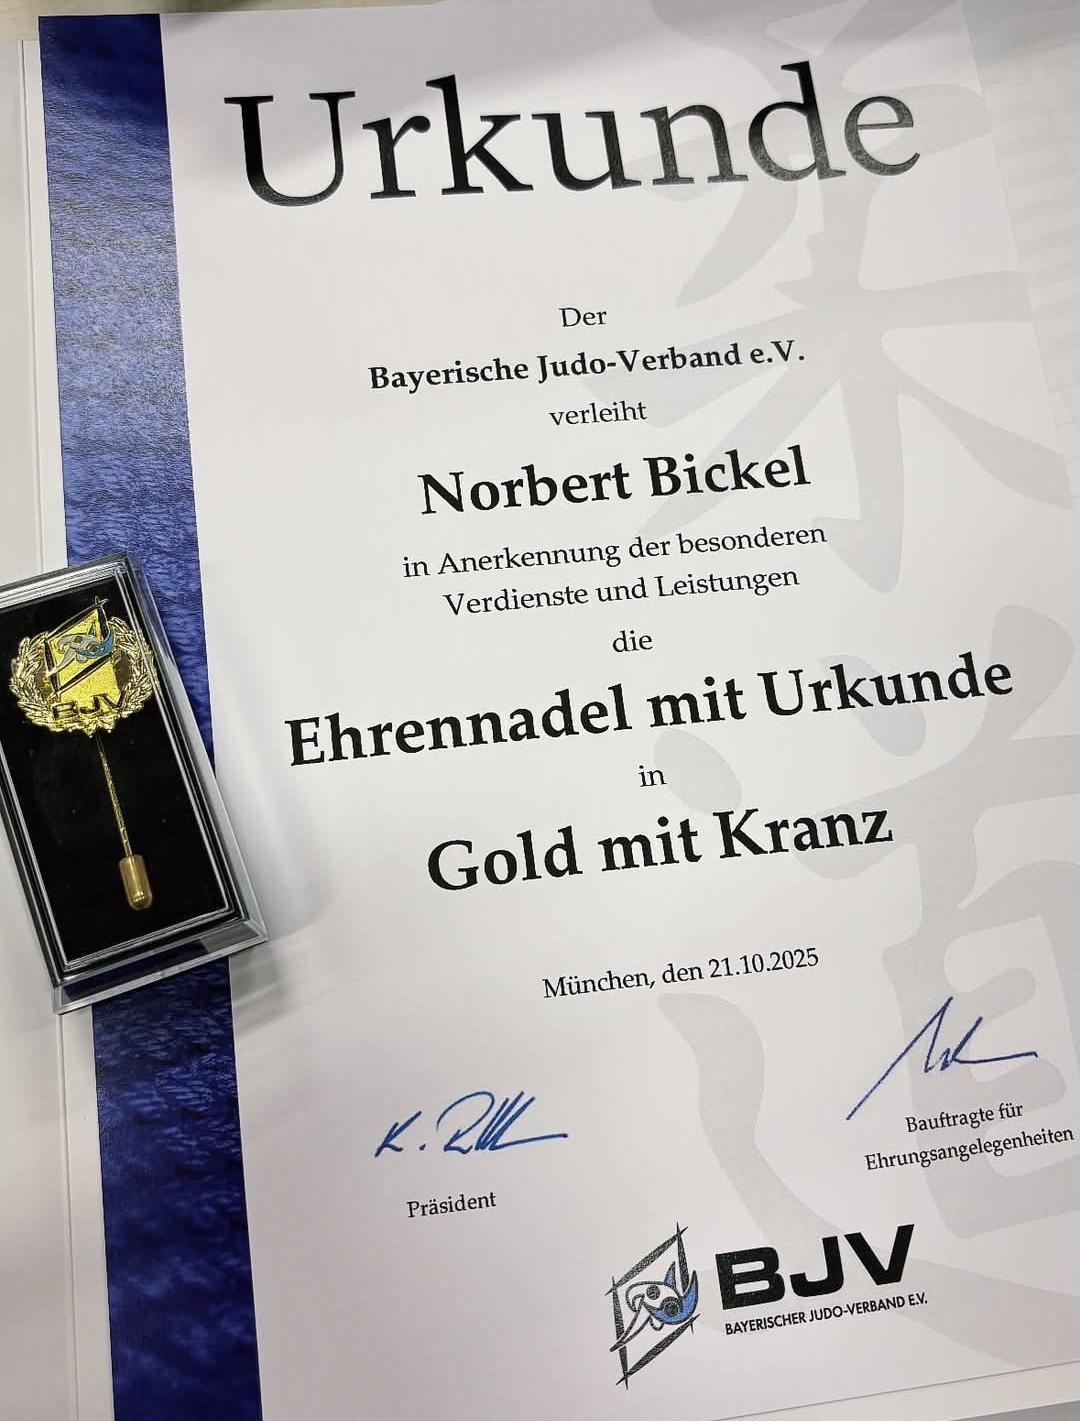 Urkunde
Der
Bayerische Judo-Verband e.V.
verleiht
Norbert Bickel
in Anerkennung der besonderen
Verdienste und Leistungen
die
Ehrennadel mit Urkunde
in
Gold mit Kranz
München, den 21.10.2025
Präsident
Bauftragte für
Ehrungsangelegenheiten
BJV
BAYERISCHER JUDO-VERBAND E.V.
BJV